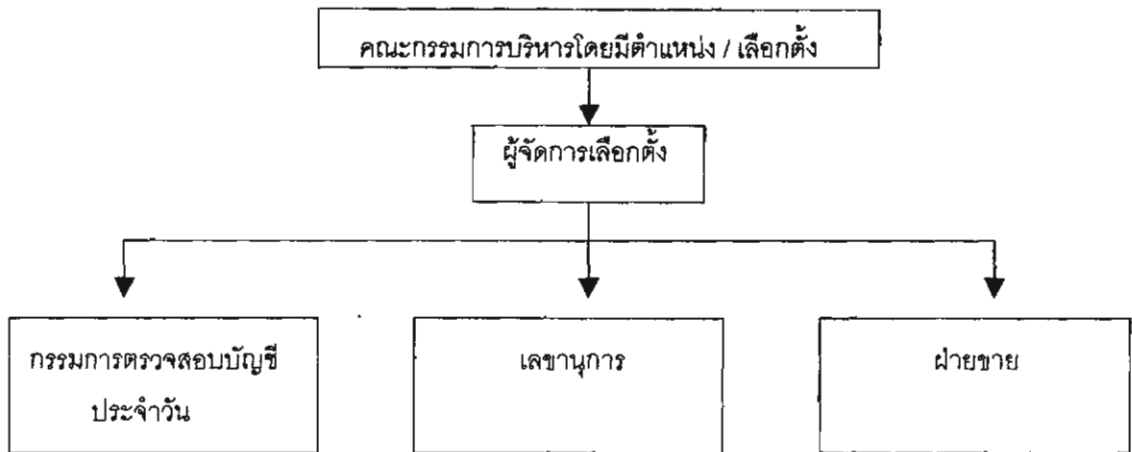 คณะกรรมการบริหารโดยมีตำแหน่ง / เลือกตั้ง
ผู้จัดการเลือกตั้ง
กรรมการตรวจสอบบัญชี
ประจำวัน
เลขานุการ
ฝ่ายขาย